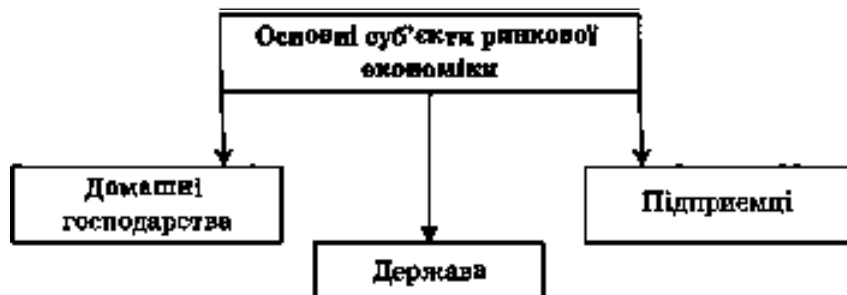 Основні суб'єкти ринкової
економіки
Домашні
господарства
Підприємці
Держава